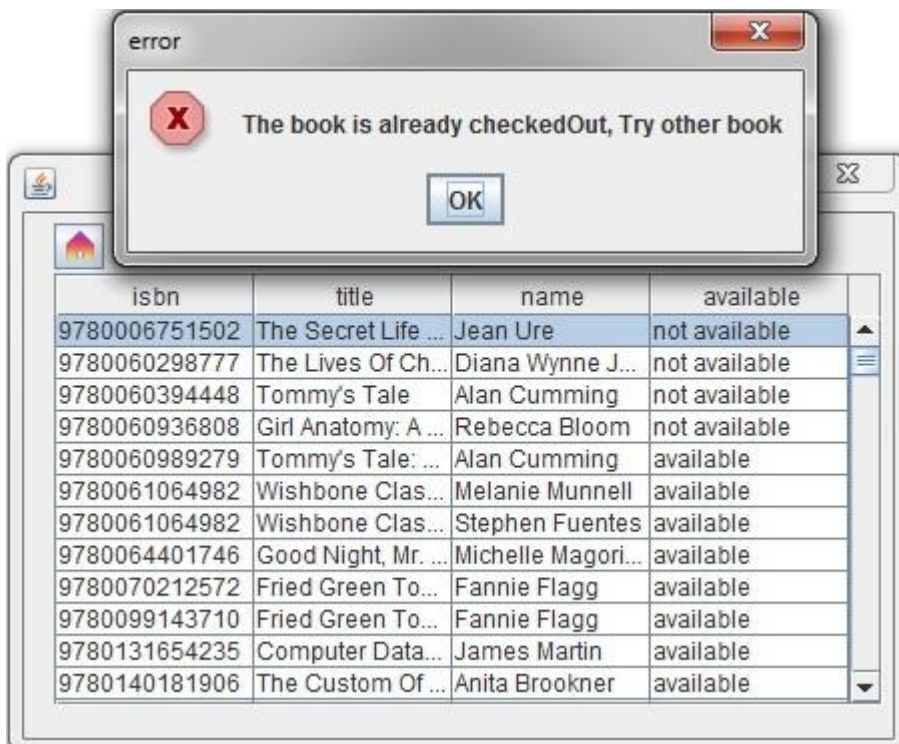 error
The book is already checkedOut, Try other book
OK
isbn title name available
9780006751502 The Secret Life ... Jean Ure not available
9780060298777 The Lives Of Ch... Diana Wynne J... not available
9780060394448 Tommy's Tale Alan Cumming not available
9780060936808 Girl Anatomy: A ... Rebecca Bloom not available
9780060989279 Tommy's Tale: ... Alan Cumming available
9780061064982 Wishbone Clas... Melanie Munnell available
9780061064982 Wishbone Clas... Stephen Fuentes available
9780064401746 Good Night, Mr. ... Michelle Magori... available
9780070212572 Fried Green To... Fannie Flagg available
9780099143710 Fried Green To... Fannie Flagg available
9780131654235 Computer Data... James Martin available
9780140181906 The Custom Of ... Anita Brookner available